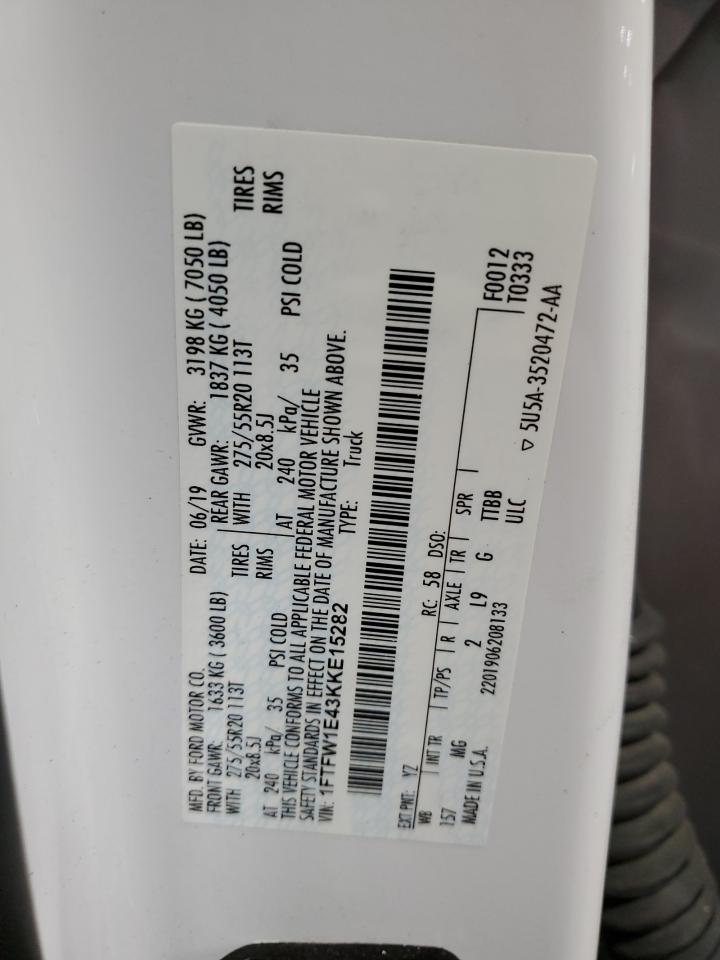 MFD. BY FORD MOTOR CO. DATE: 06/19 GVWR: 3198 KG ( 7050 LB)
FRONT GAWR: 1633 KG ( 3600 LB) REAR GAWR: 1837 KG ( 4050 LB)
WITH 275/55R20 113T TIRES WITH 275/55R20 113T TIRES
20x8.5J RIMS 20x8.5J RIMS
AT 240 kPa/ 35 PSI COLD AT 240 kPa/ 35 PSI COLD
THIS VEHICLE CONFORMS TO ALL APPLICABLE FEDERAL MOTOR VEHICLE
SAFETY STANDARDS IN EFFECT ON THE DATE OF MANUFACTURE SHOWN ABOVE.
VIN: 1FTFW1E43KKE15282 TYPE: Truck
EXT PNT: YZ RC: 58 DSO: F0012
WB INT TR TP/PS R AXLE TR SPR T0333
157 MG 2 L9 G TTBB
MADE IN U.S.A. 2201906208133 ULC ▽ 5U5A-3520472-AA